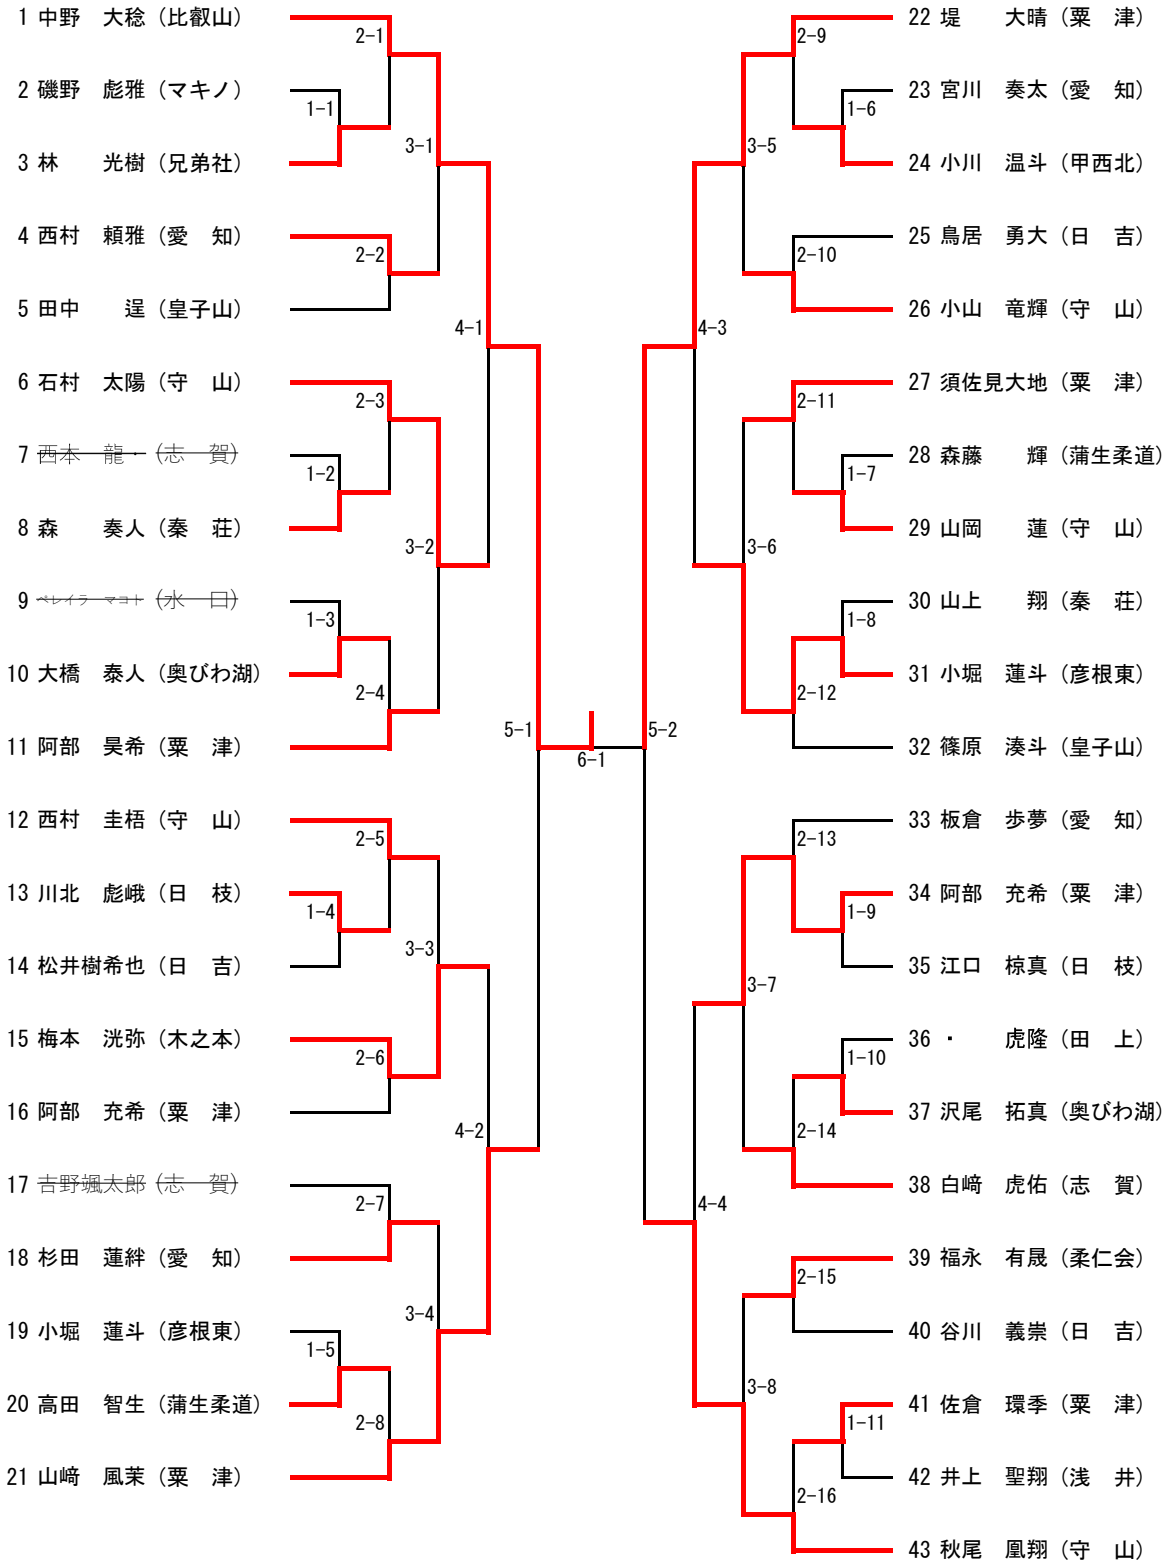 1 中野　大稔（比叡山）
2 磯野　彪雅（マキノ）
3 林　　光樹（兄弟社）
4 西村　頼雅（愛　知）
5 田中　　逞（皇子山）
6 石村　太陽（守　山）
7 西本　龍・（志　賀）
8 森　　奏人（秦　荘）
9 ペレイラ　マコト（水　口）
10 大橋　泰人（奥びわ湖）
11 阿部　昊希（粟　津）
12 西村　圭梧（守　山）
13 川北　彪峨（日　枝）
14 松井樹希也（日　吉）
15 梅本　洸弥（木之本）
16 阿部　充希（粟　津）
17 吉野颯太郎（志　賀）
18 杉田　蓮絆（愛　知）
19 小堀　蓮斗（彦根東）
20 高田　智生（蒲生柔道）
21 山﨑　風茉（粟　津）
2-1
1-1
3-1
2-2
4-1
2-3
1-2
3-2
1-3
2-4
5-1
2-5
1-4
3-3
2-6
4-2
2-7
3-4
1-5
2-8
6-1
5-2
2-9
1-6
3-5
2-10
4-3
2-11
1-7
3-6
1-8
2-12
2-13
1-9
3-7
1-10
2-14
4-4
2-15
3-8
1-11
2-16
22 堤　　大晴（粟　津）
23 宮川　奏太（愛　知）
24 小川　温斗（甲西北）
25 鳥居　勇大（日　吉）
26 小山　竜輝（守　山）
27 須佐見大地（粟　津）
28 森藤　　輝（蒲生柔道）
29 山岡　　蓮（守　山）
30 山上　　翔（秦　荘）
31 小堀　蓮斗（彦根東）
32 篠原　湊斗（皇子山）
33 板倉　歩夢（愛　知）
34 阿部　充希（粟　津）
35 江口　椋真（日　枝）
36 ・　　虎隆（田　上）
37 沢尾　拓真（奥びわ湖）
38 白﨑　虎佑（志　賀）
39 福永　有晟（柔仁会）
40 谷川　義崇（日　吉）
41 佐倉　環季（粟　津）
42 井上　聖翔（浅　井）
43 秋尾　凰翔（守　山）